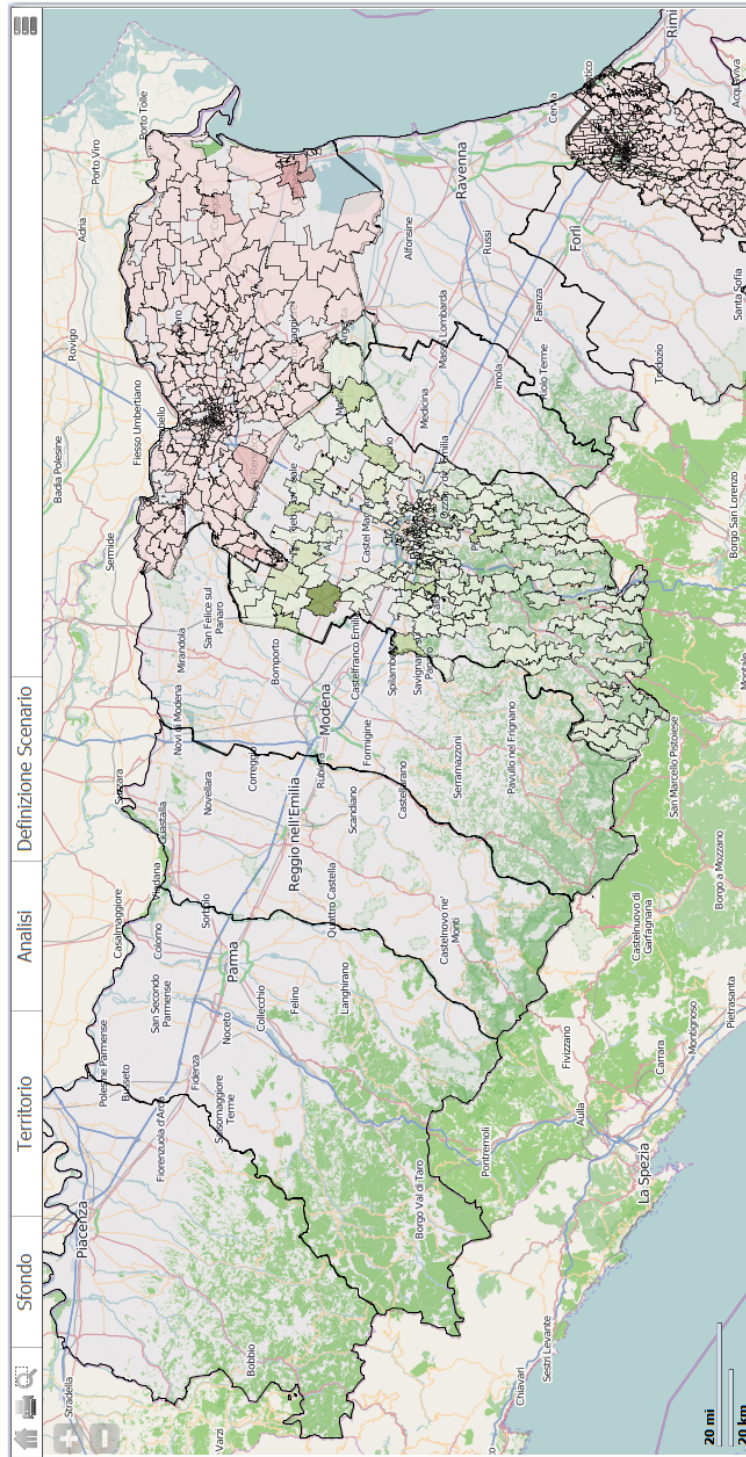 Sfondo
Territorio
Analisi
Definizione Scenario
Stradella
Piacenza
Varzi
Bobbio
Fiorenzuola d'Arda
Busseto
Polesine Parmense
Fidenza
Salsomaggiore
Terme
Borgo Val di Taro
San Secondo
Parmense
Noceto
Collecchio
Felino
Langhirano
Parma
Colorno
Casalmaggiore
Viadana
Sorbolo
Guastalla
Suzzara
Quattro Castella
Castelnovo ne'
Monti
Reggio nell'Emilia
Novellara
Correggio
Scandiano
Rubiera
Castellarano
Novi di Modena
Mirandola
San Felice sul
Panaro
Bomporto
Modena
Formigine
Castelfranco Emilia
Spilamberto
Savignano sul
Panaro
Serramazzoni
Pavullo nel Frignano
Sermide
Badia Polesine
Fiesso Umbertiano
Rovigo
Adria
Porto Viro
Porto Tolle
Medicina
Imola
Massa Lombarda
Riolo Terme
Faenza
Alfonsine
Russi
Ravenna
Cervia
Forlì
Tredozio
Santa Sofia
Rimi
Acquaviva
Borgo San Lorenzo
Montale
San Marcello Pistoiese
Borgo a Mozzano
Castelnuovo di
Garfagnana
Pietrasanta
Montignoso
Carrara
Fivizzano
Aulla
Pontremoli
La Spezia
Sestri Levante
Chiavari
20 mi
20 km